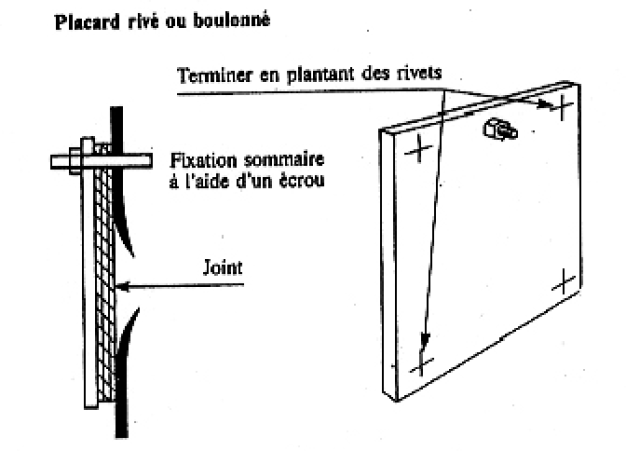 Placard rivé ou boulonné
Terminer en plantant des rivets
Fixation sommaire
à l'aide d'un écrou
Joint